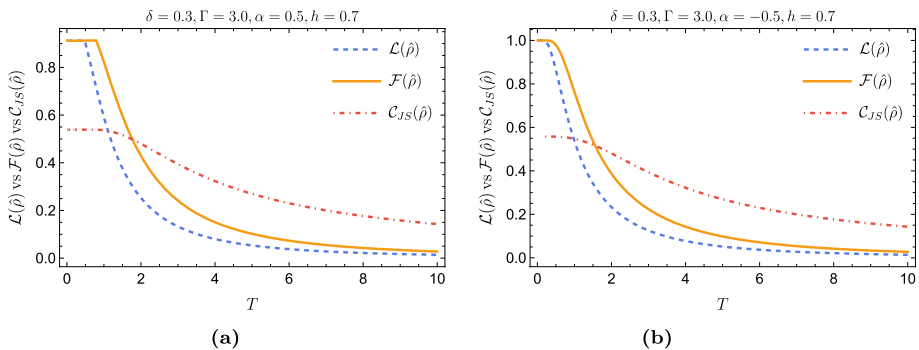 δ = 0.3, Γ = 3.0, α = 0.5, h = 0.7
ℒ(ρ̂) vs ℱ(ρ̂) vs 𝒞_JS(ρ̂)
0.8
0.6
0.4
0.2
0.0
ℒ(ρ̂)
ℱ(ρ̂)
𝒞_JS(ρ̂)
0 2 4 6 8 10
T
(a)
δ = 0.3, Γ = 3.0, α = −0.5, h = 0.7
ℒ(ρ̂) vs ℱ(ρ̂) vs 𝒞_JS(ρ̂)
1.0
0.8
0.6
0.4
0.2
0.0
ℒ(ρ̂)
ℱ(ρ̂)
𝒞_JS(ρ̂)
0 2 4 6 8 10
T
(b)